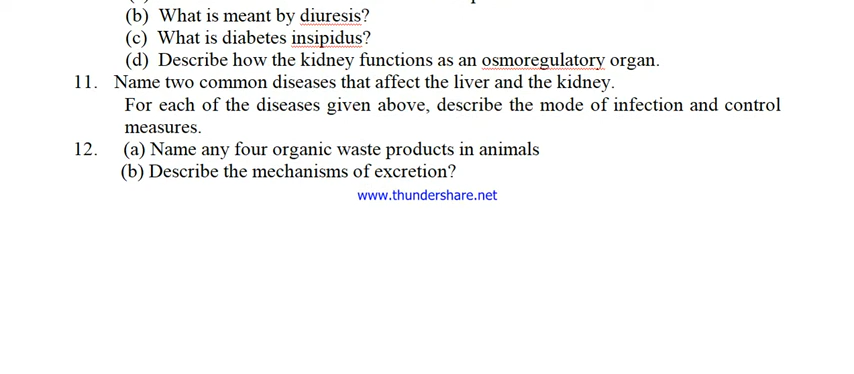 (b) What is meant by diuresis?
(c) What is diabetes insipidus?
(d) Describe how the kidney functions as an osmoregulatory organ.
11. Name two common diseases that affect the liver and the kidney.
For each of the diseases given above, describe the mode of infection and control
measures.
12. (a) Name any four organic waste products in animals
(b) Describe the mechanisms of excretion?
www.thundershare.net